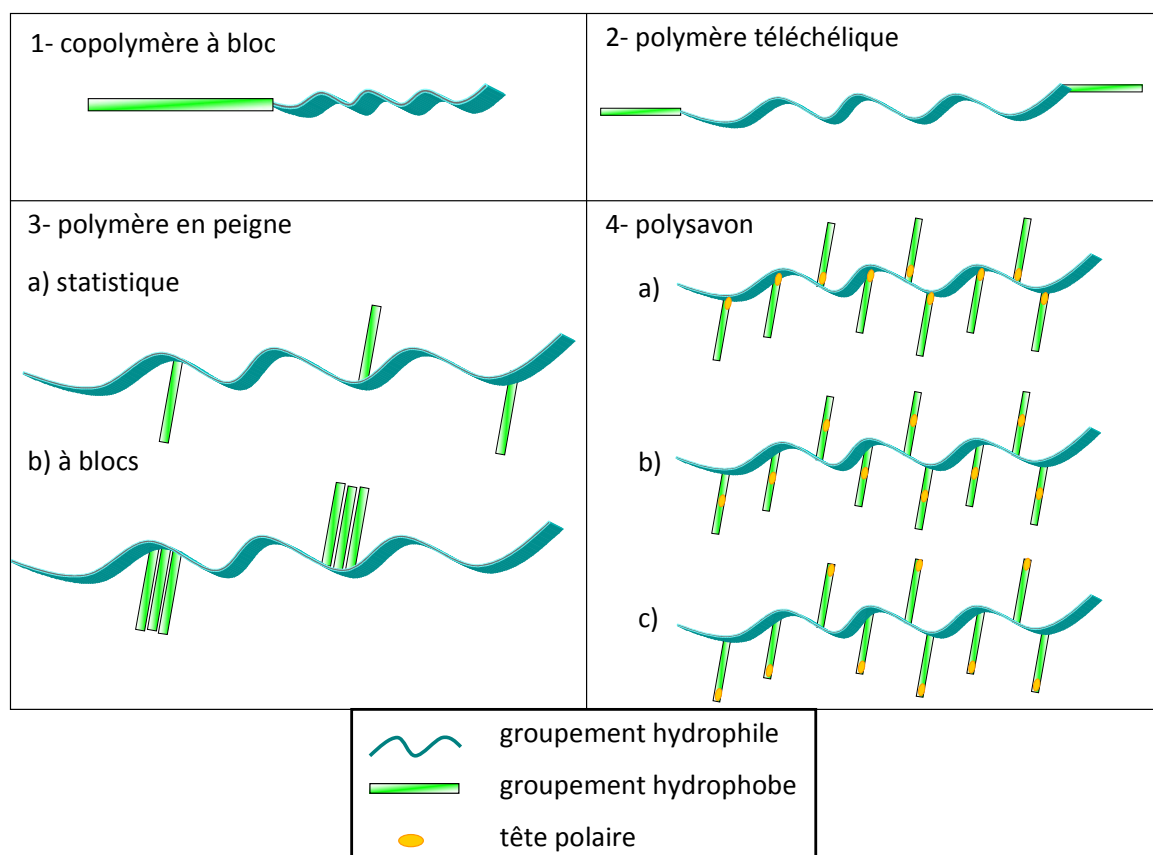 1- copolymère à bloc
2- polymère téléchélique
3- polymère en peigne
a) statistique
b) à blocs
4- polysavon
a)
b)
c)
groupement hydrophile
groupement hydrophobe
tête polaire